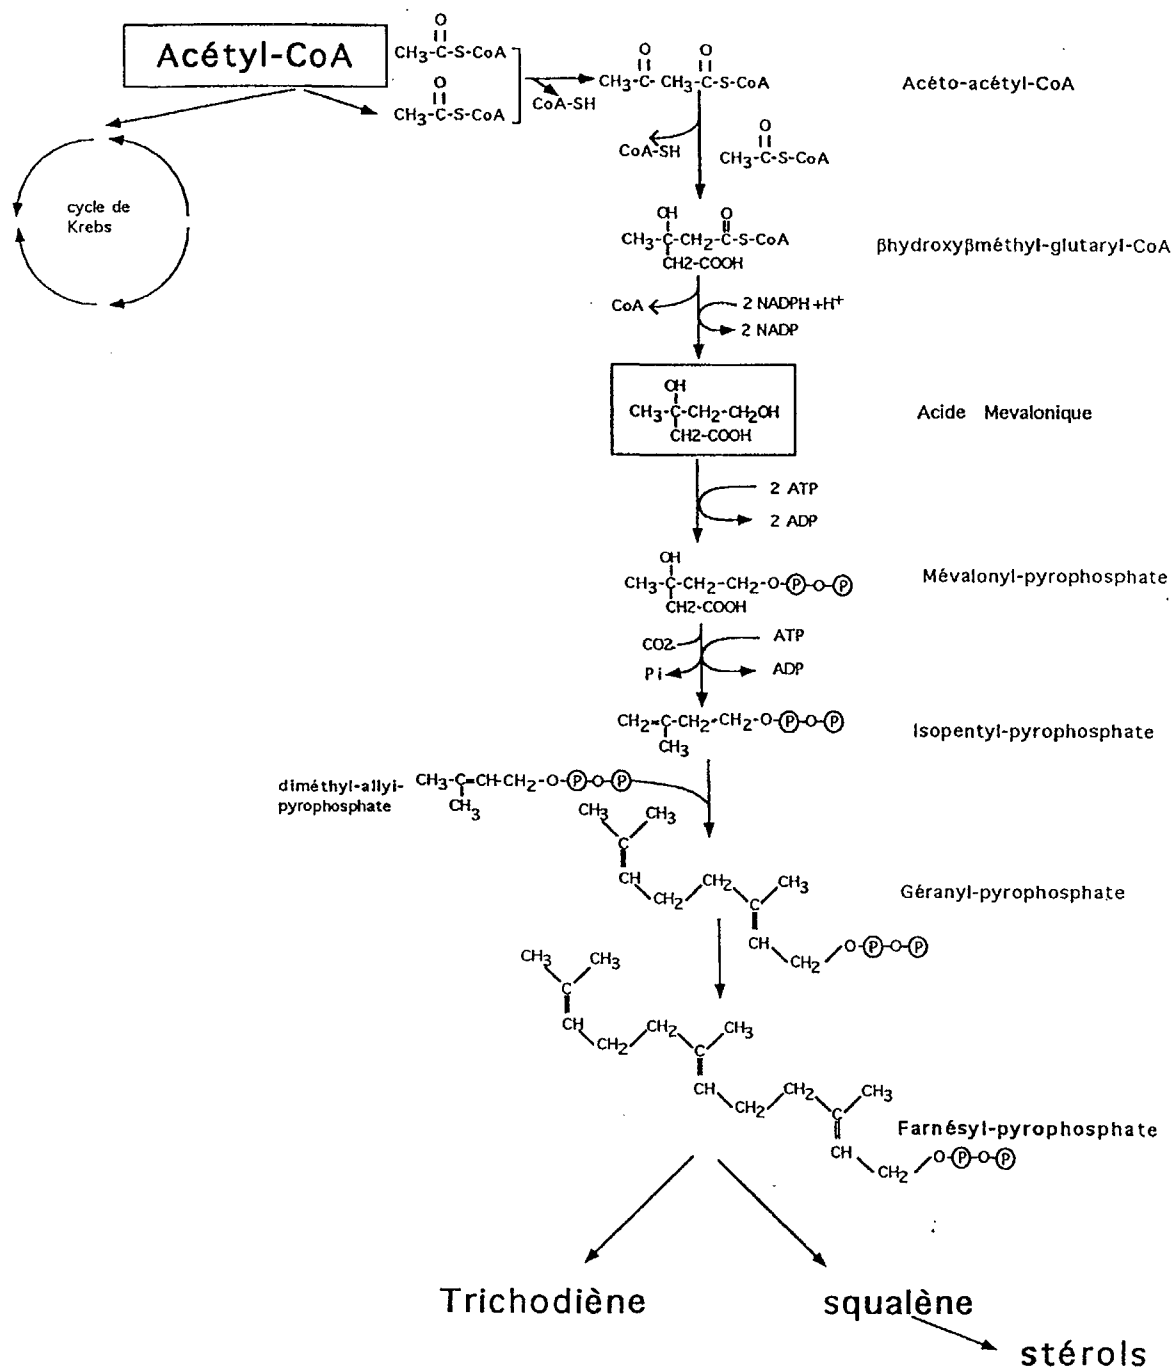 Acétyl-CoA
O
CH3-C-S-CoA
O
CH3-C-S-CoA
CoA-SH
O O
CH3-C CH3-C-S-CoA
Acéto-acétyl-CoA
CoA-SH
O
CH3-C-S-CoA
cycle de
Krebs
OH O
CH3-C-CH2-C-S-CoA
CH2-COOH
βhydroxyβméthyl-glutaryl-CoA
CoA
2 NADPH+H+
2 NADP
OH
CH3-C-CH2-CH2OH
CH2-COOH
Acide Mevalonique
2 ATP
2 ADP
OH
CH3-C-CH2-CH2-O-P-O-P
CH2-COOH
Mévalonyl-pyrophosphate
CO2
ATP
Pi
ADP
CH2=C-CH2-CH2-O-P-O-P
CH3
Isopentyl-pyrophosphate
diméthyl-allyl-
pyrophosphate
CH3-C=CH-CH2-O-P-O-P
CH3
CH3 CH3
C
CH
CH2
CH2
C
CH3
CH
CH2
O-P-O-P
Géranyl-pyrophosphate
CH3 CH3
C
CH
CH2
CH2
C
CH3
CH
CH2
CH2
C
CH3
CH
CH2
O-P-O-P
Farnésyl-pyrophosphate
Trichodiène
squalène
stérols